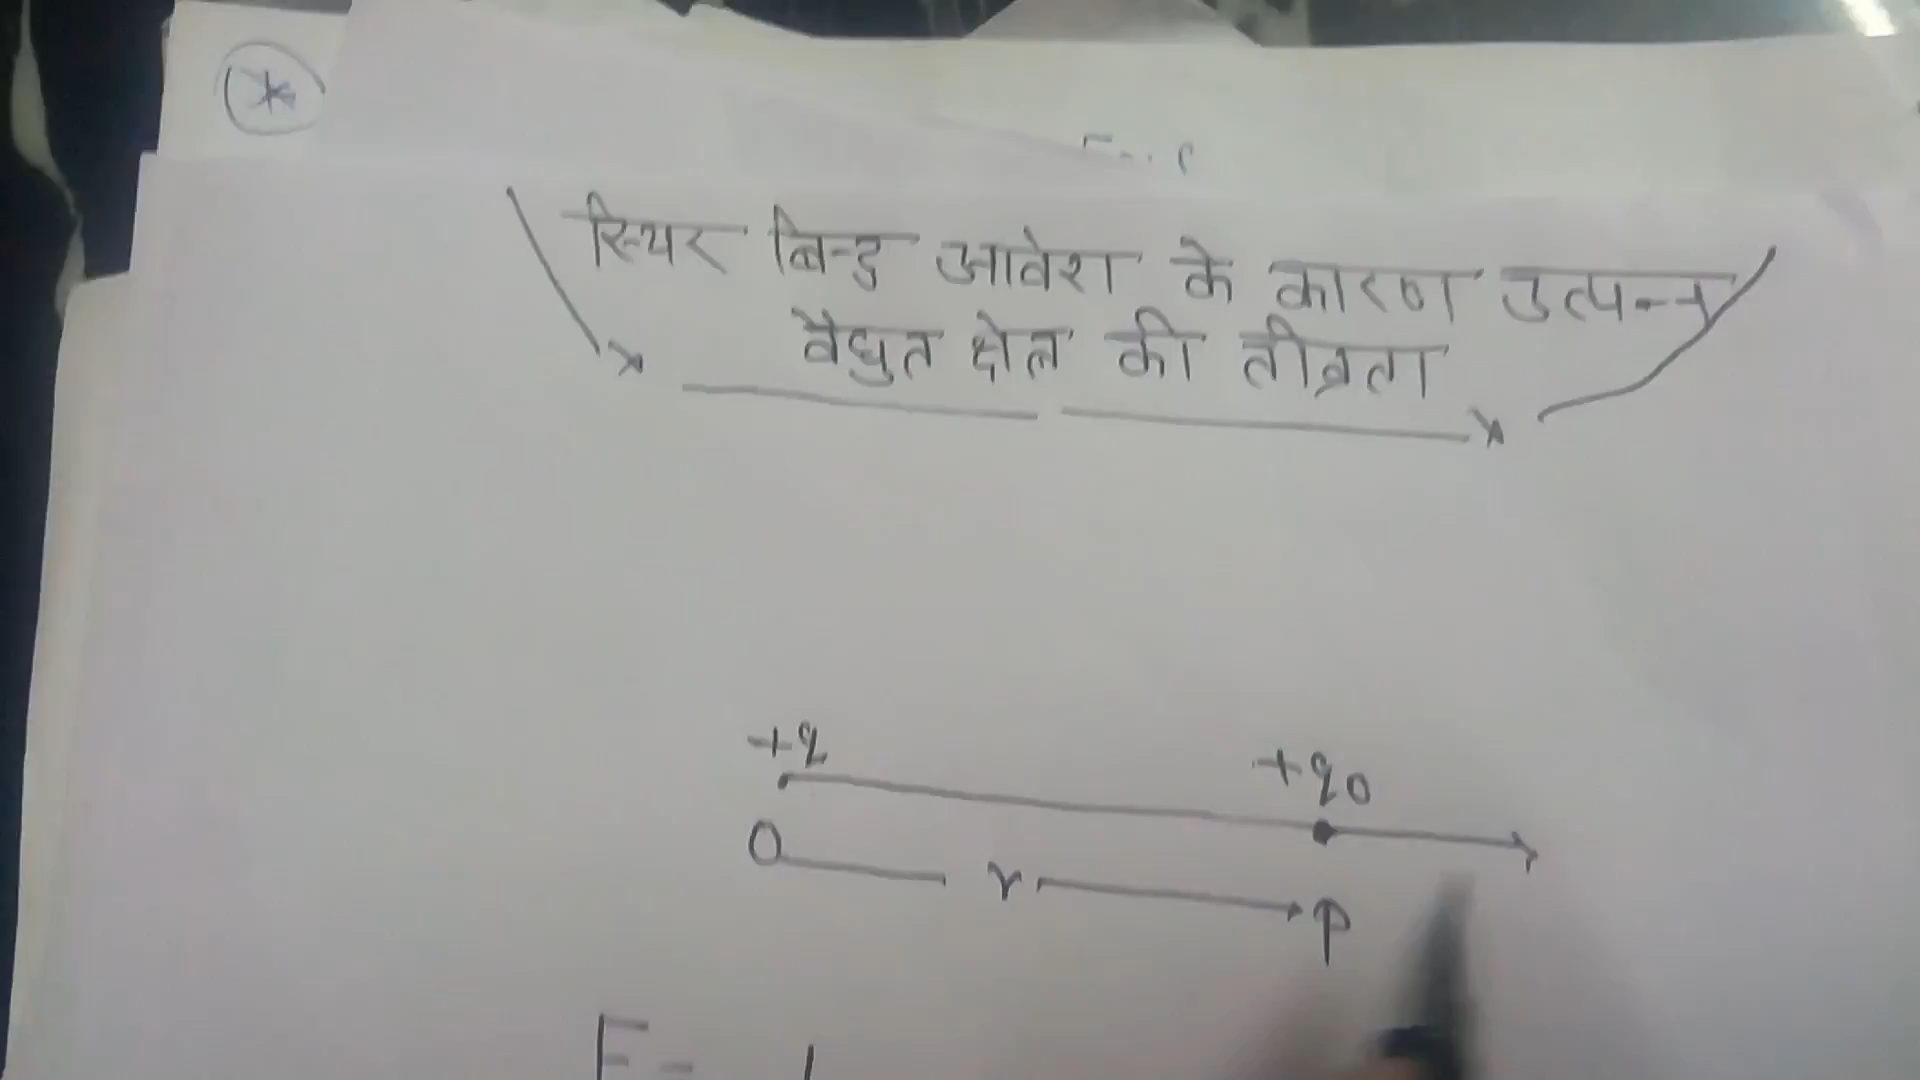 स्थिर बिन्दु आवेश के कारण उत्पन्न
वैधुत क्षेत्र की तीव्रता
+q +q0
O r P
F =